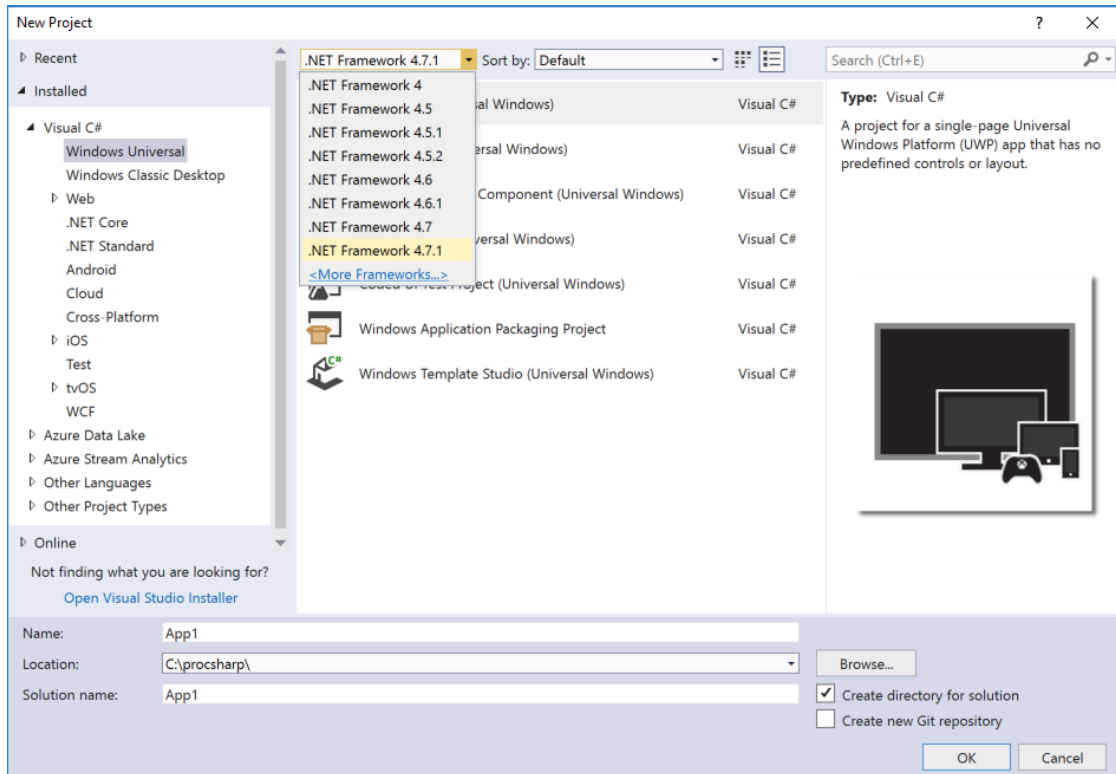 New Project
?
Recent
Installed
Visual C#
Windows Universal
Windows Classic Desktop
Web
.NET Core
.NET Standard
Android
Cloud
Cross-Platform
iOS
Test
tvOS
WCF
Azure Data Lake
Azure Stream Analytics
Other Languages
Other Project Types
Online
Not finding what you are looking for?
Open Visual Studio Installer
.NET Framework 4.7.1
Sort by: Default
.NET Framework 4
.NET Framework 4.5
.NET Framework 4.5.1
.NET Framework 4.5.2
.NET Framework 4.6
.NET Framework 4.6.1
.NET Framework 4.7
.NET Framework 4.7.1
<More Frameworks...>
Windows) Visual C#
Windows) Visual C#
Component (Universal Windows) Visual C#
Windows) Visual C#
Project (Universal Windows) Visual C#
Windows Application Packaging Project Visual C#
C#
Windows Template Studio (Universal Windows) Visual C#
Search (Ctrl+E)
Type: Visual C#
A project for a single-page Universal
Windows Platform (UWP) app that has no
predefined controls or layout.
Name: App1
Location: C:\procsharp\
Browse...
Solution name: App1
Create directory for solution
Create new Git repository
OK
Cancel